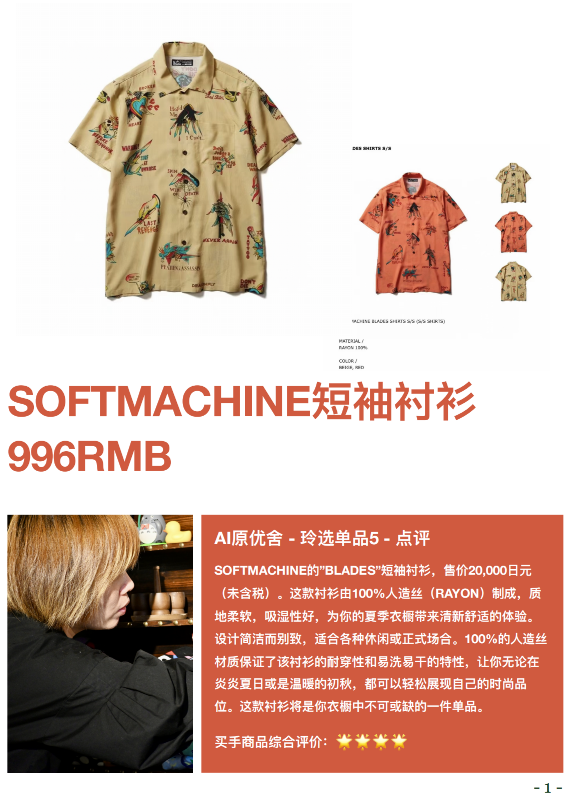 DES SHIRTS S/S
MACHINE BLADES SHIRTS S/S (S/S SHIRTS)
MATERIAL /
RAYON 100%
COLOR /
BEIGE, RED
SOFTMACHINE短袖衬衫
996RMB
AI原优舍 - 玲选单品5 - 点评
SOFTMACHINE的”BLADES”短袖衬衫，售价20,000日元
（未含税）。这款衬衫由100%人造丝（RAYON）制成，质
地柔软，吸湿性好，为你的夏季衣橱带来清新舒适的体验。
设计简洁而别致，适合各种休闲或正式场合。100%的人造丝
材质保证了该衬衫的耐穿性和易洗易干的特性，让你无论在
炎炎夏日或是温暖的初秋，都可以轻松展现自己的时尚品
位。这款衬衫将是你衣橱中不可或缺的一件单品。
买手商品综合评价：🌟🌟🌟🌟
- 1 -